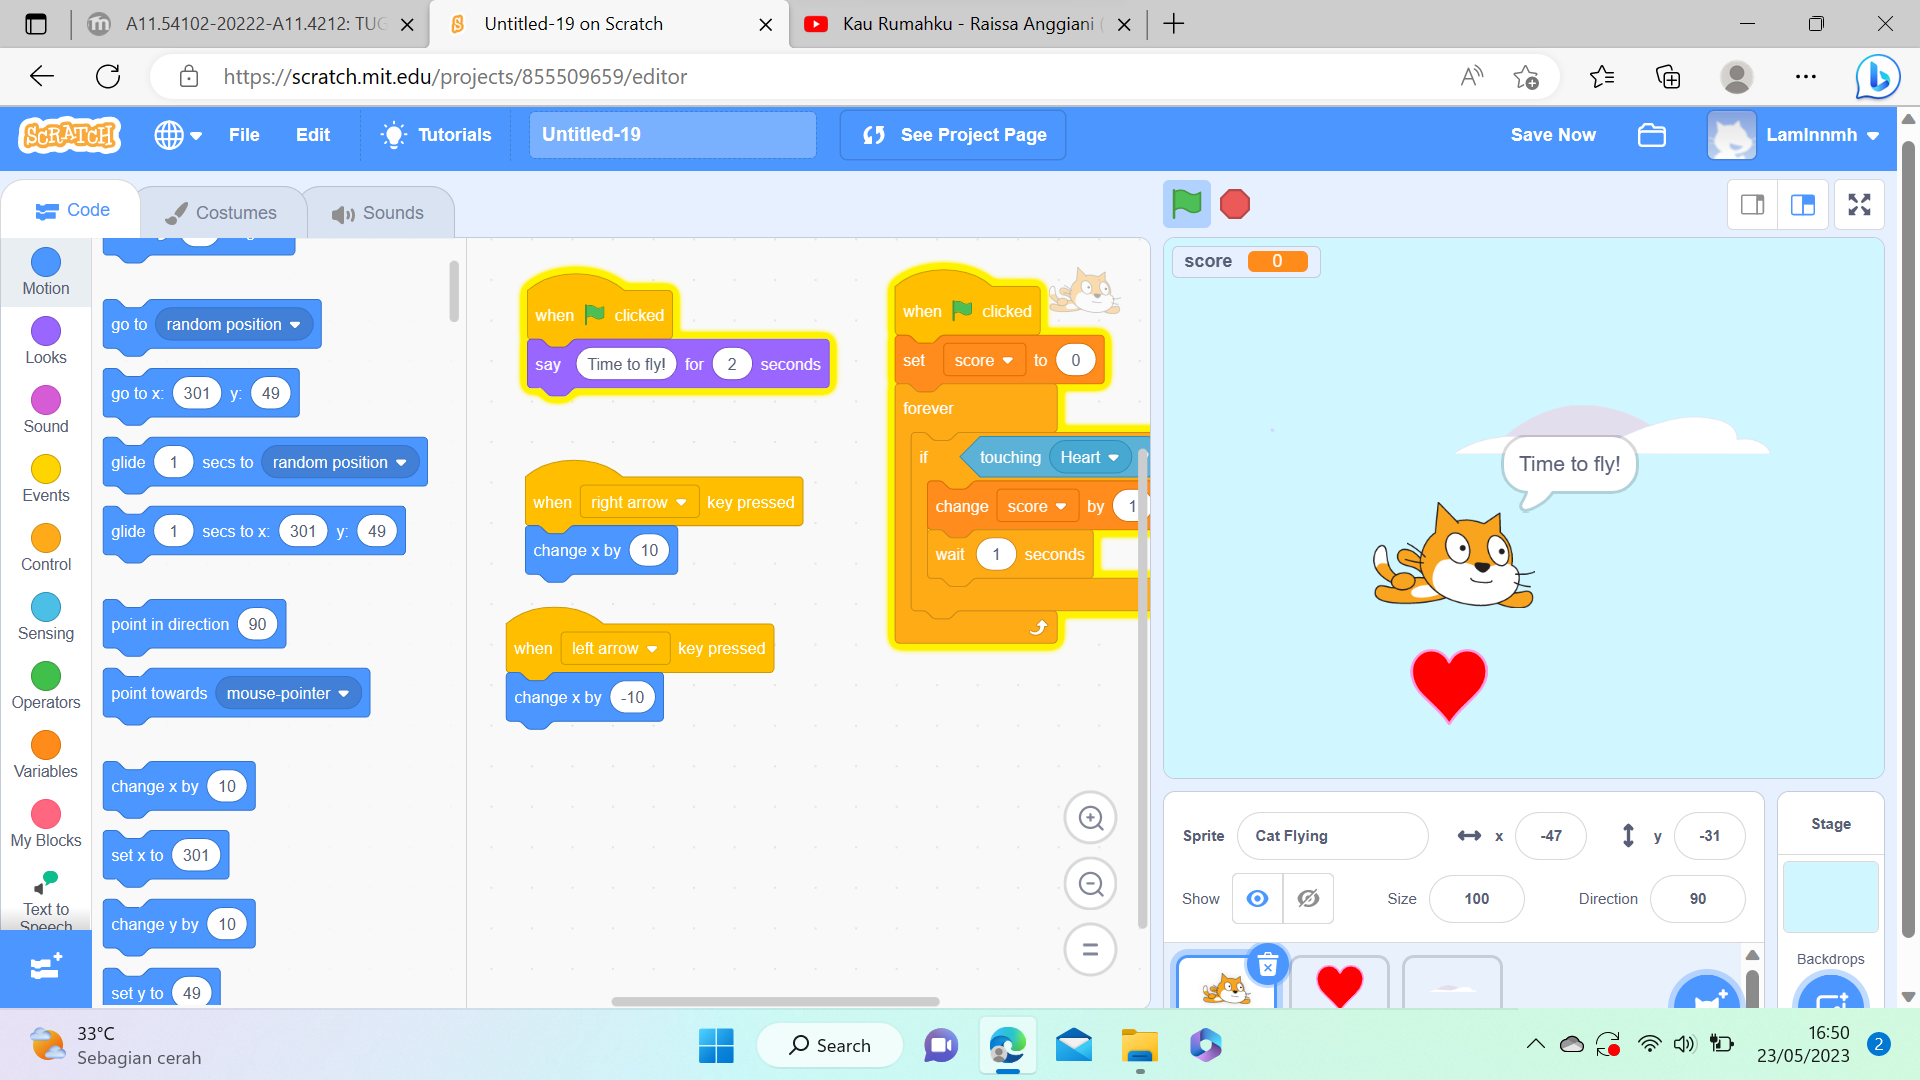 A11.54102-20222-A11.4212: TUG
Untitled-19 on Scratch
Kau Rumahku - Raissa Anggiani (
https://scratch.mit.edu/projects/855509659/editor
SCRATCH
File
Edit
Tutorials
Untitled-19
See Project Page
Save Now
Lamlnnmh
Code
Costumes
Sounds
Motion
Looks
Sound
Events
Control
Sensing
Operators
Variables
My Blocks
Text to
Speech
go to random position
go to x: 301 y: 49
glide 1 secs to random position
glide 1 secs to x: 301 y: 49
point in direction 90
point towards mouse-pointer
change x by 10
set x to 301
change y by 10
set y to 49
when clicked
say Time to fly! for 2 seconds
when right arrow key pressed
change x by 10
when left arrow key pressed
change x by -10
when clicked
set score to 0
forever
if touching Heart
change score by 1
wait 1 seconds
score 0
Time to fly!
Sprite Cat Flying x -47 y -31
Show Size 100 Direction 90
Stage
Backdrops
33°C
Sebagian cerah
Search
16:50
23/05/2023
2